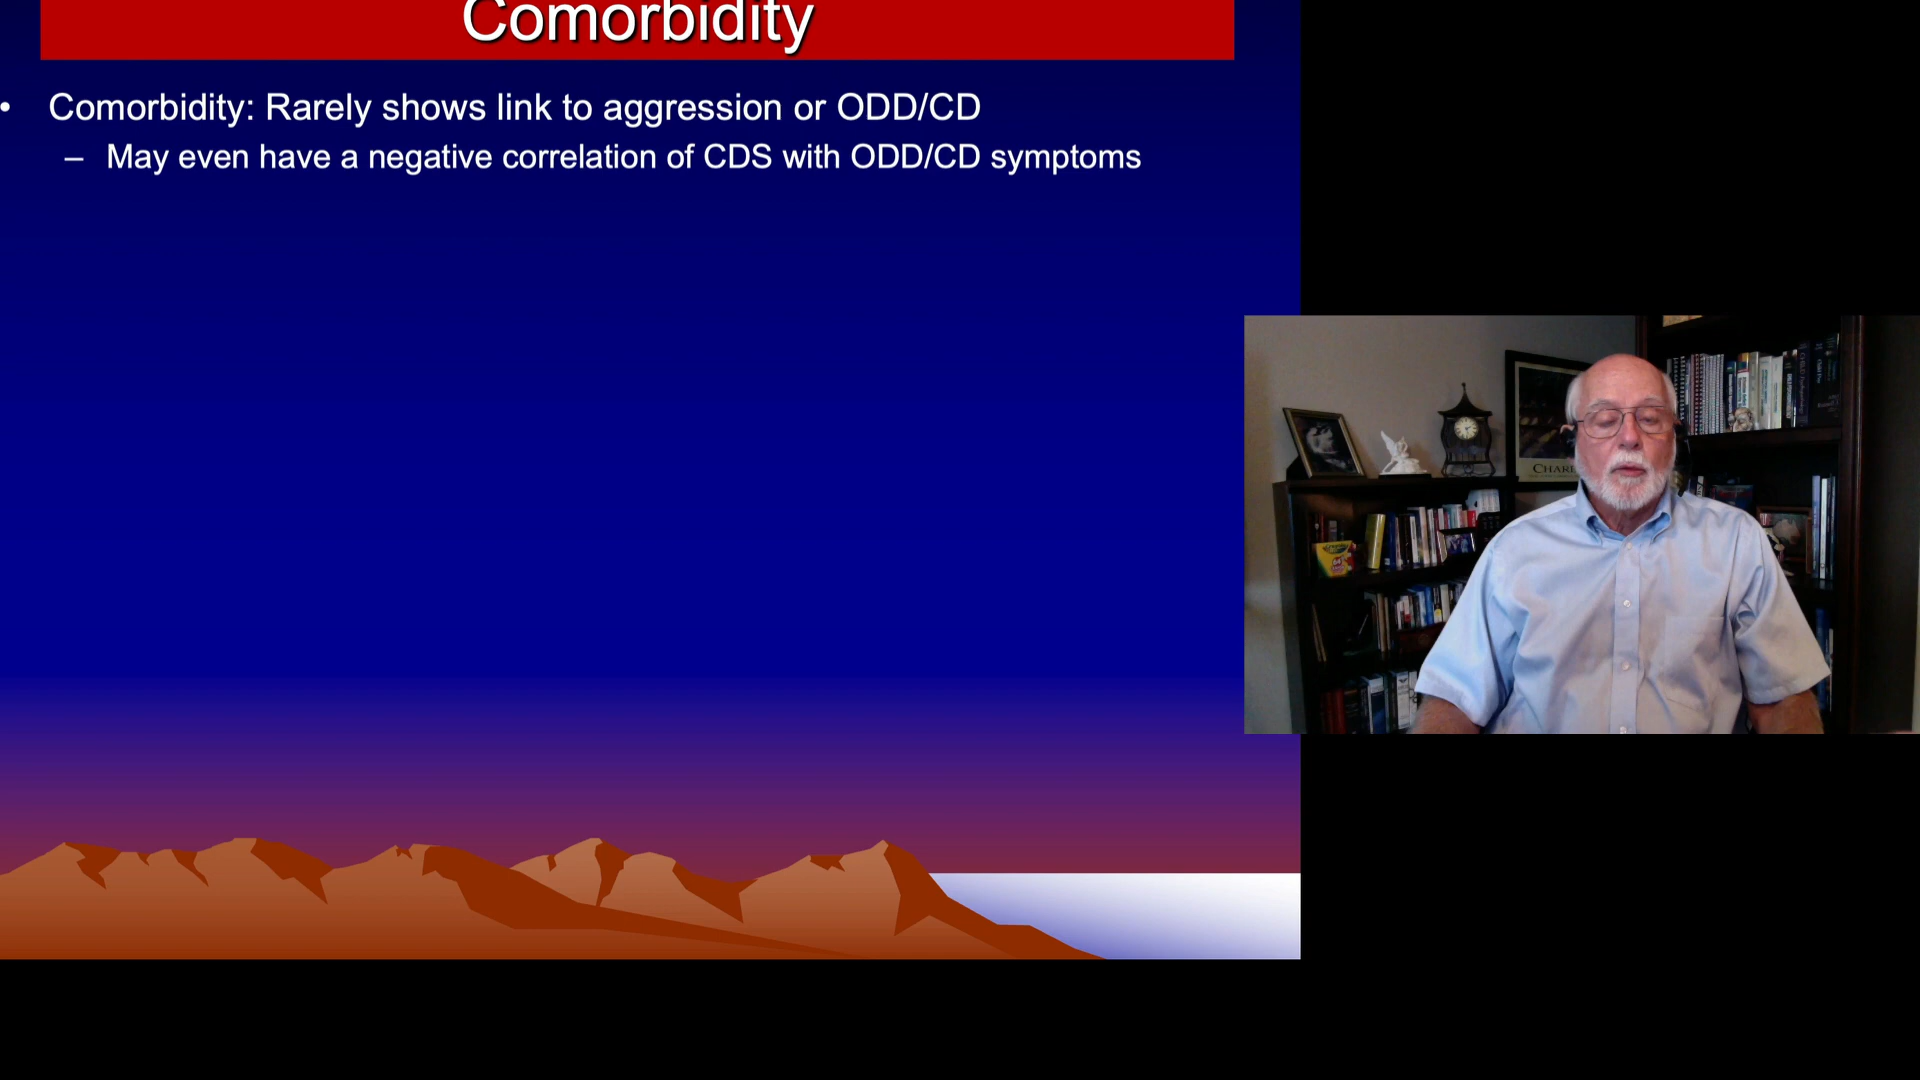 Comorbidity
• Comorbidity: Rarely shows link to aggression or ODD/CD
– May even have a negative correlation of CDS with ODD/CD symptoms
CHARL